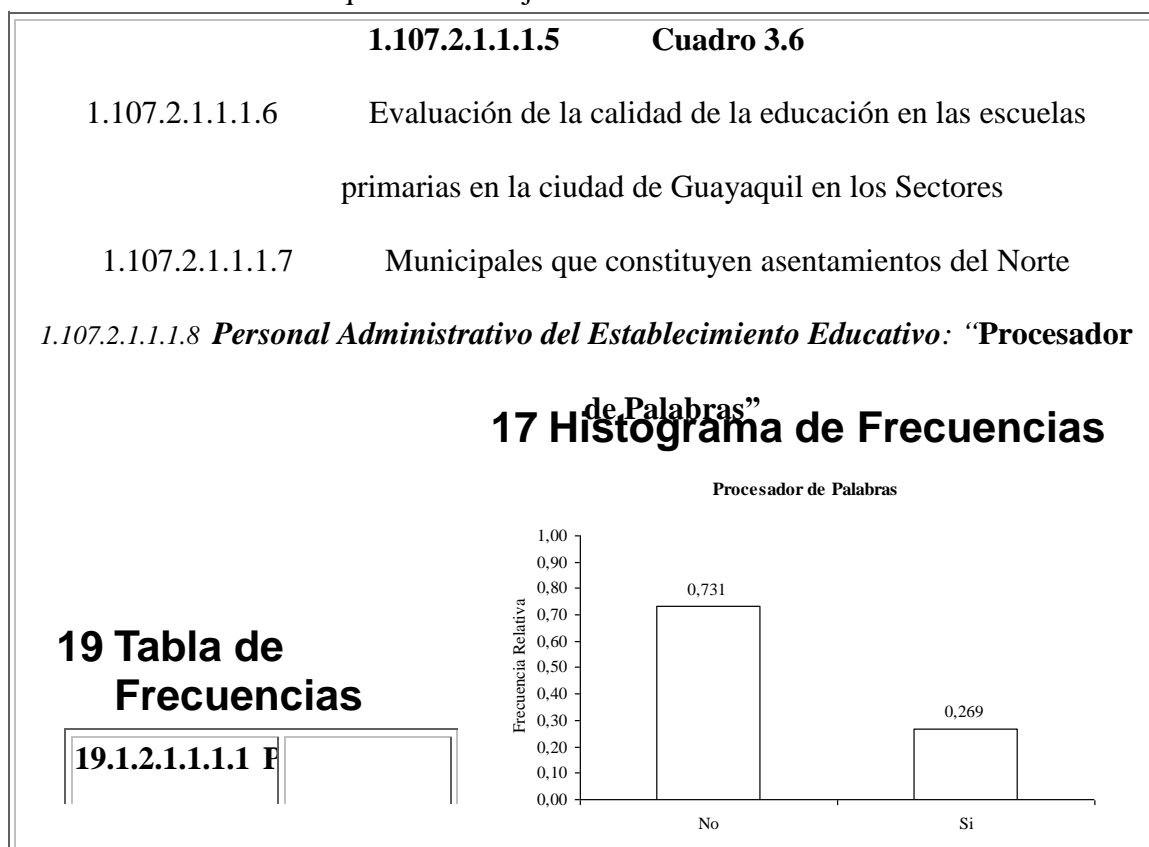 1.107.2.1.1.1.5 Cuadro 3.6
1.107.2.1.1.1.6 Evaluación de la calidad de la educación en las escuelas
primarias en la ciudad de Guayaquil en los Sectores
1.107.2.1.1.1.7 Municipales que constituyen asentamientos del Norte
1.107.2.1.1.1.8 Personal Administrativo del Establecimiento Educativo: “Procesador
de Palabras”
17 Histograma de Frecuencias
Procesador de Palabras
Frecuencia Relativa
1,00
0,90
0,80
0,70
0,60
0,50
0,40
0,30
0,20
0,10
0,00
0,731
0,269
No
Si
19 Tabla de
Frecuencias
19.1.2.1.1.1.1 P